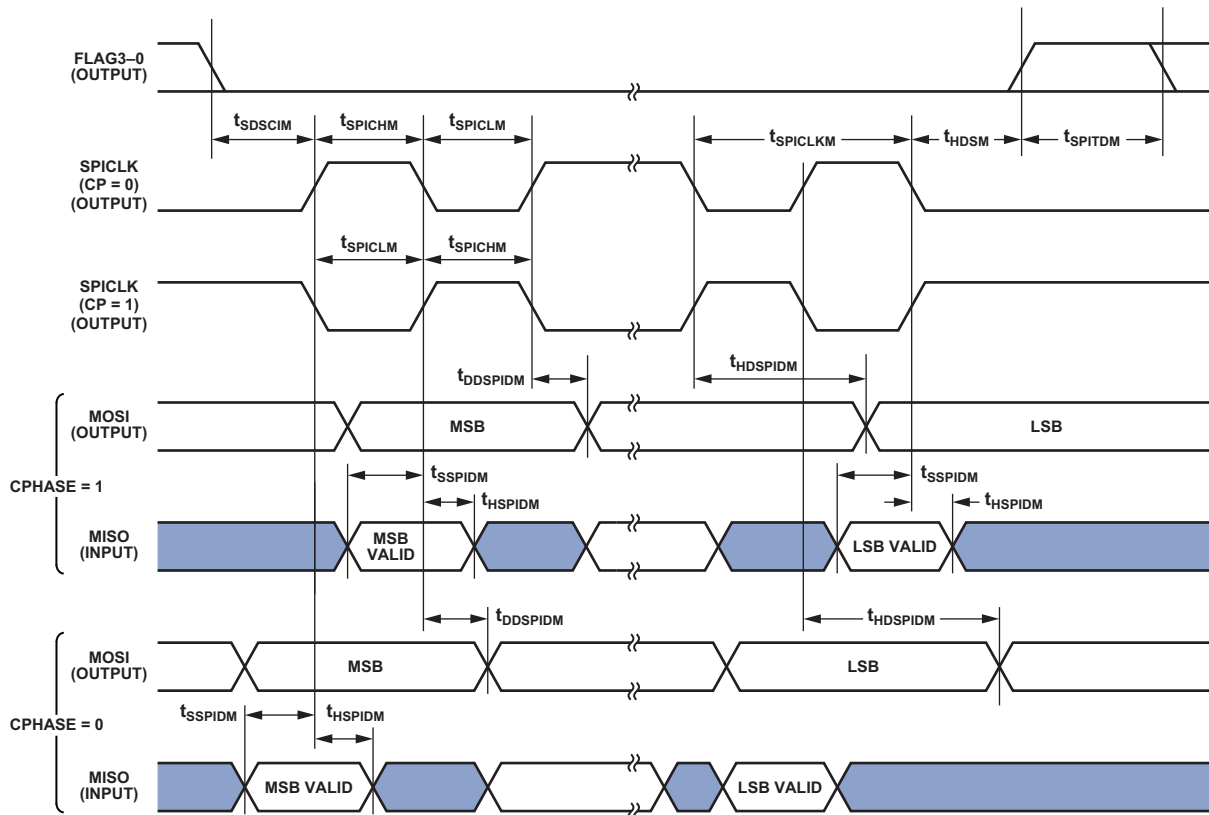 FLAG3–0
(OUTPUT)
tSDSCIM
tSPICHM
tSPICLM
tSPICLKM
tHDSM
tSPITDM
SPICLK
(CP = 0)
(OUTPUT)
tSPICLM
tSPICHM
SPICLK
(CP = 1)
(OUTPUT)
tDDSPIDM
tHDSPIDM
CPHASE = 1
MOSI
(OUTPUT)
MSB
LSB
tSSPIDM
tHSPIDM
tSSPIDM
tHSPIDM
MISO
(INPUT)
MSB
VALID
LSB VALID
tDDSPIDM
tHDSPIDM
CPHASE = 0
MOSI
(OUTPUT)
MSB
LSB
tSSPIDM
tHSPIDM
MISO
(INPUT)
MSB VALID
LSB VALID